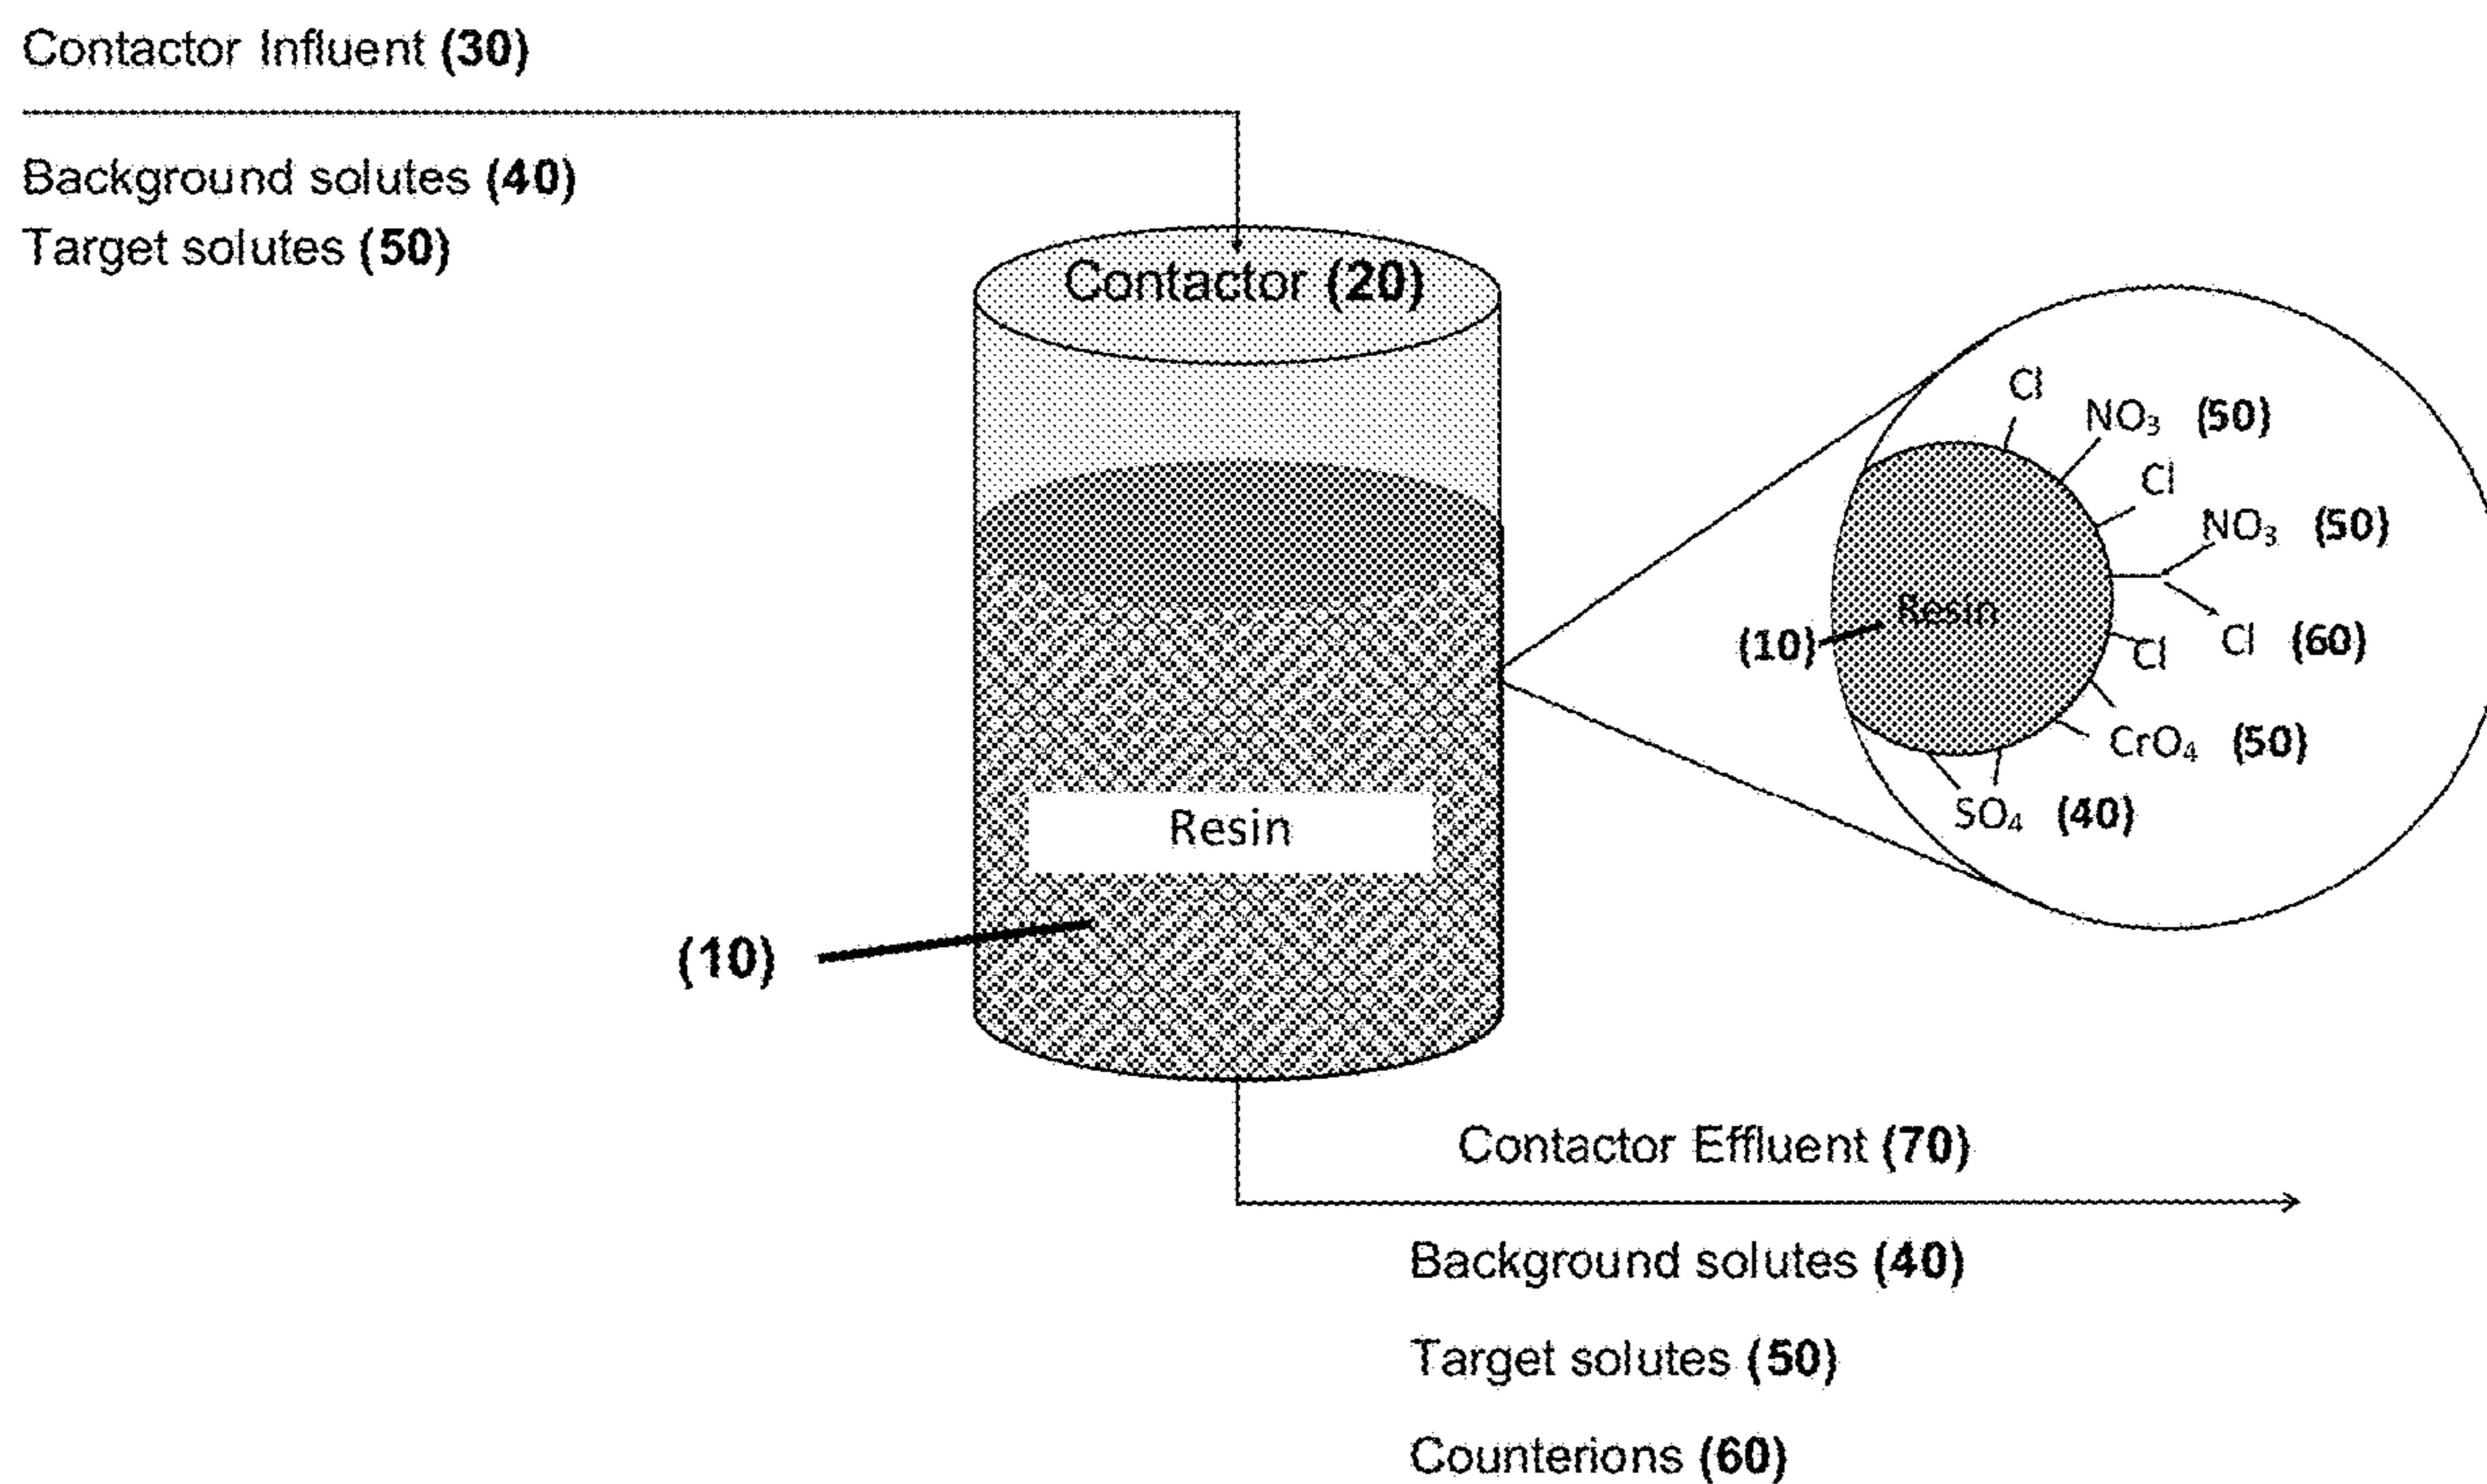 Contactor Influent (30)
Background solutes (40)
Target solutes (50)
Contactor (20)
Resin
(10)
Cl
NO₃ (50)
Cl
NO₃ (50)
Resin
(10)
Cl (60)
Cl
CrO₄ (50)
SO₄ (40)
Contactor Effluent (70)
Background solutes (40)
Target solutes (50)
Counterions (60)